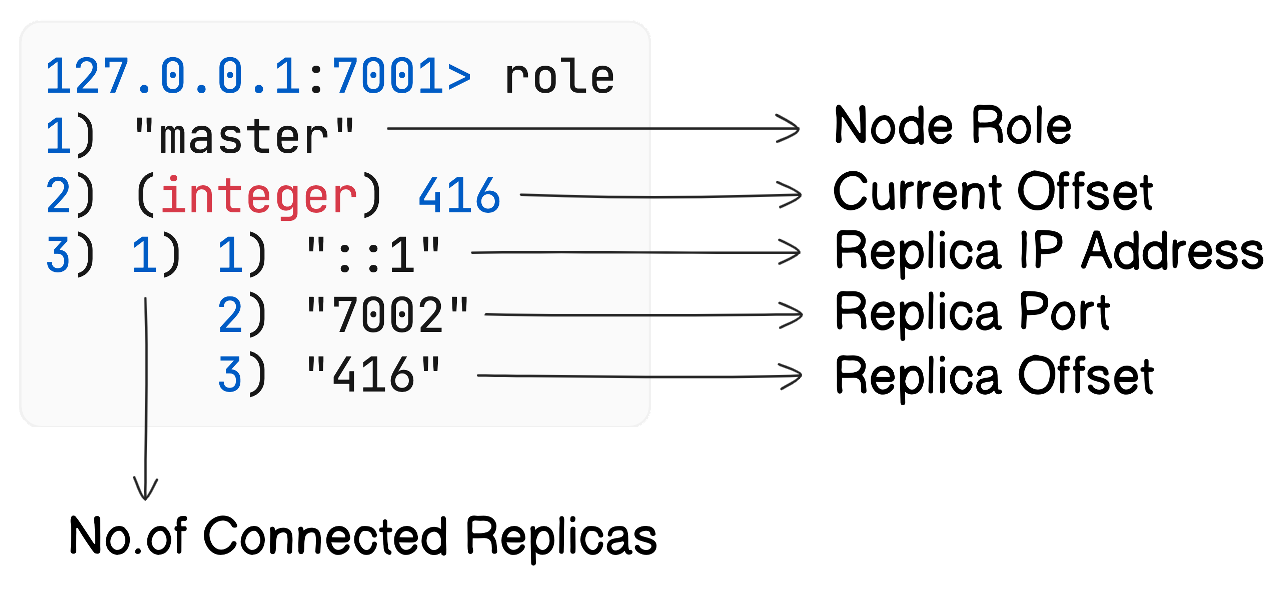 127.0.0.1:7001> role
1) "master" Node Role
2) (integer) 416 Current Offset
3) 1) 1) "::1" Replica IP Address
2) "7002" Replica Port
3) "416" Replica Offset
No.of Connected Replicas